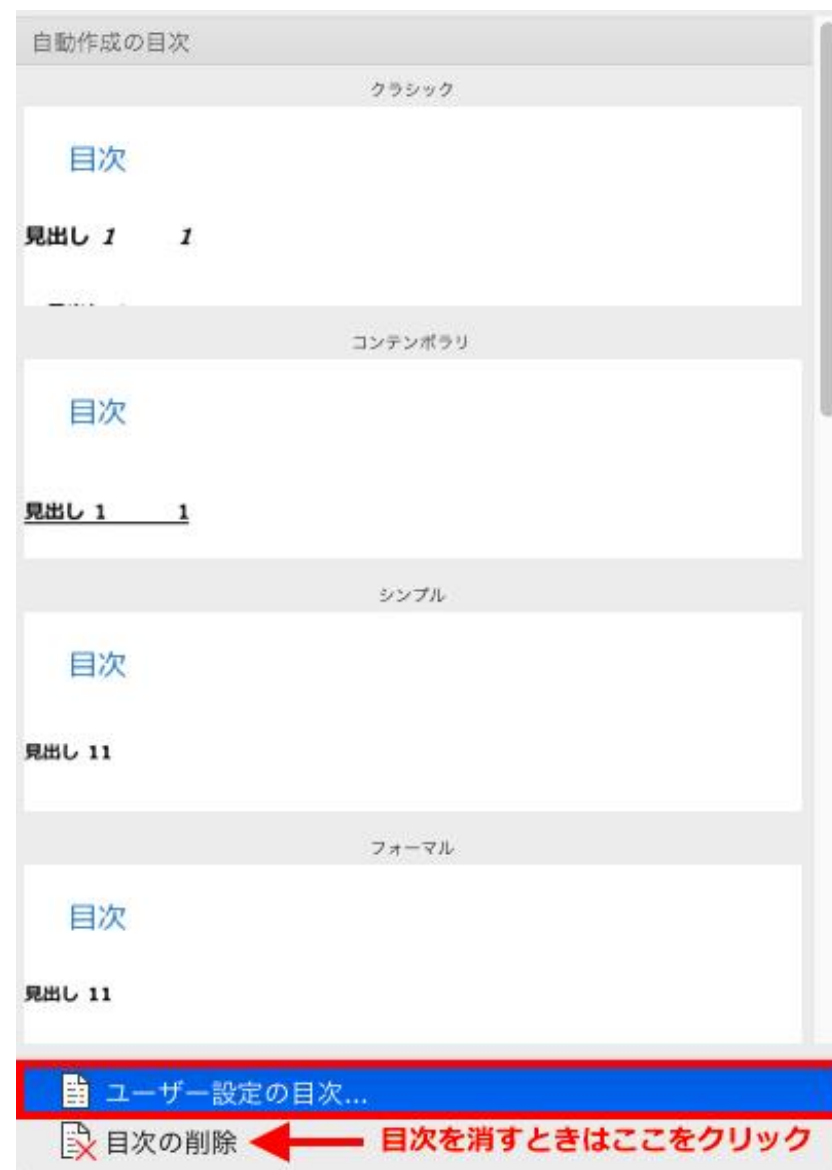 自動作成の目次
クラシック
目次
見出し 1 1
コンテンポラリ
目次
見出し 1 1
シンプル
目次
見出し 11
フォーマル
目次
見出し 11
ユーザー設定の目次...
目次の削除 目次を消すときはここをクリック